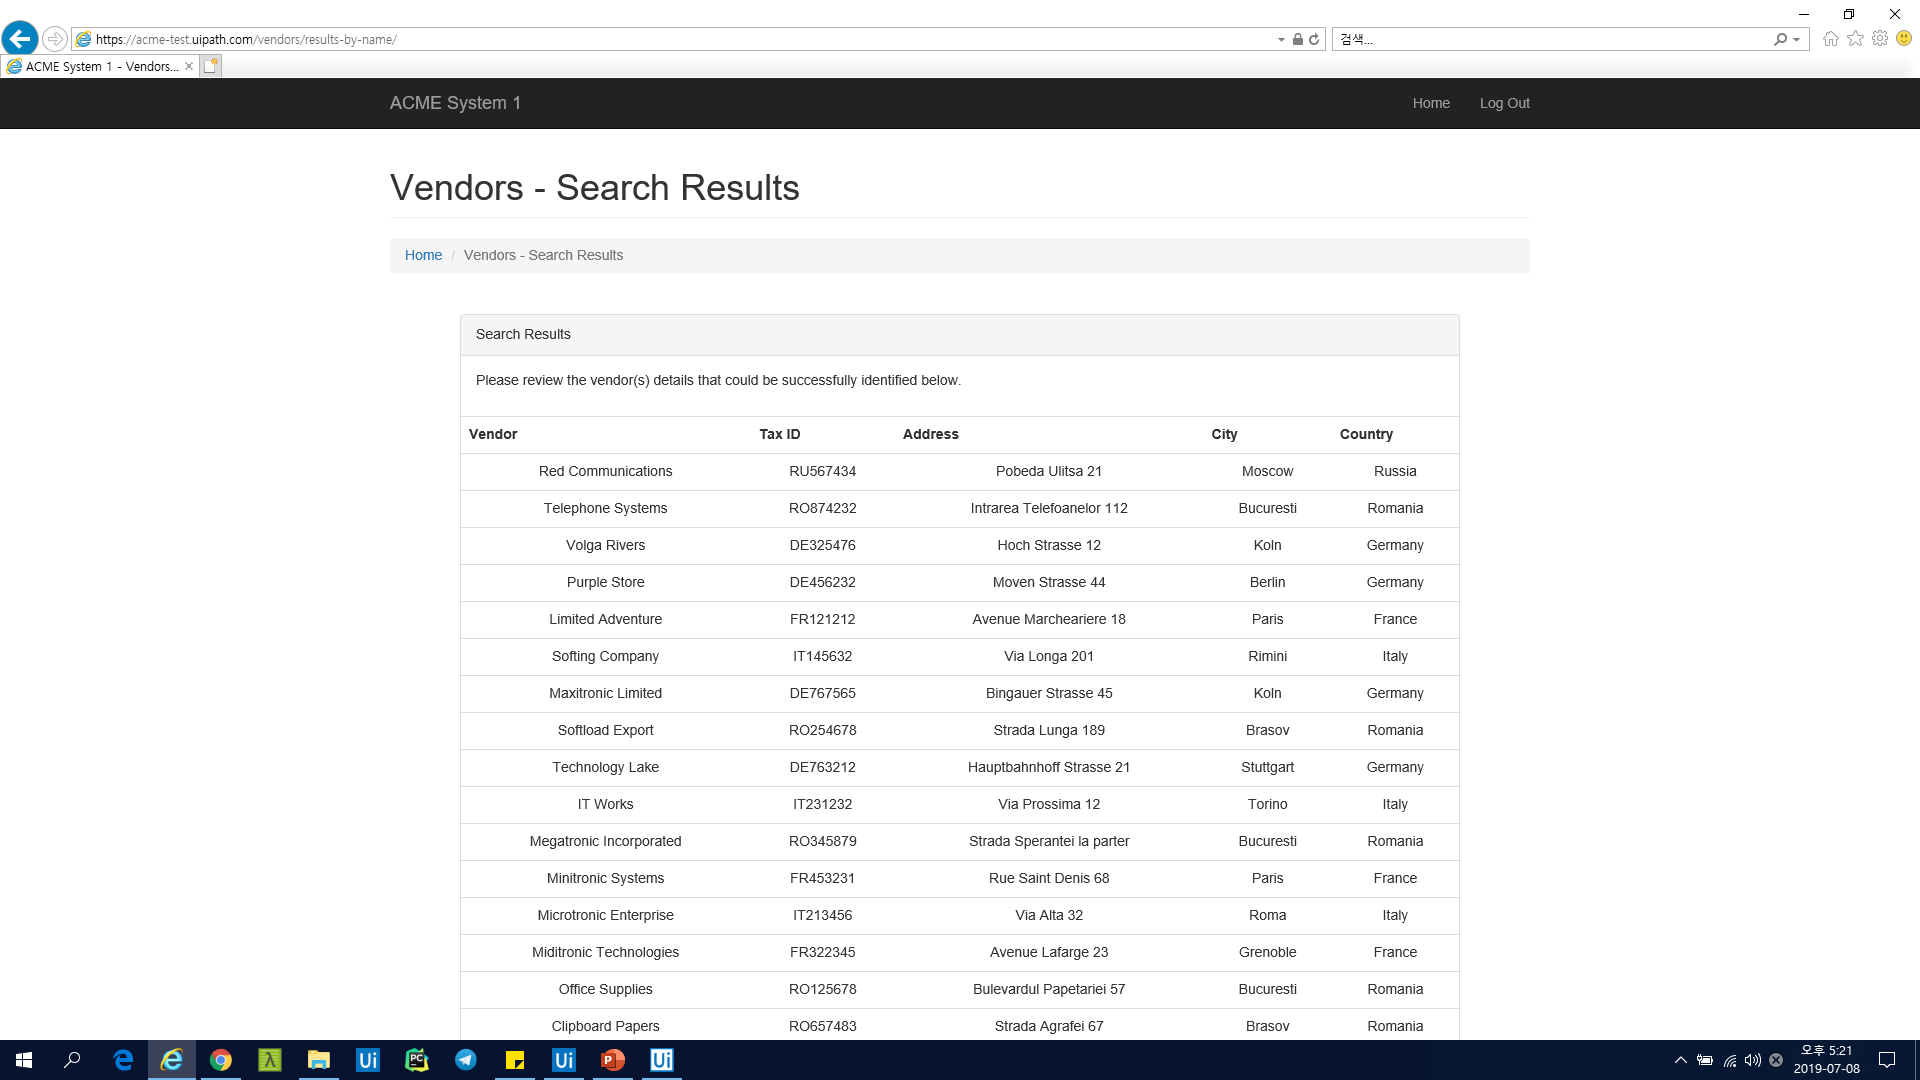 https://acme-test.uipath.com/vendors/results-by-name/
검색...
ACME System 1 - Vendors...
ACME System 1 Home Log Out
Vendors - Search Results
Home / Vendors - Search Results
Search Results
Please review the vendor(s) details that could be successfully identified below.
Vendor Tax ID Address City Country
Red Communications RU567434 Pobeda Ulitsa 21 Moscow Russia
Telephone Systems RO874232 Intrarea Telefoanelor 112 Bucuresti Romania
Volga Rivers DE325476 Hoch Strasse 12 Koln Germany
Purple Store DE456232 Moven Strasse 44 Berlin Germany
Limited Adventure FR121212 Avenue Marcheariere 18 Paris France
Softing Company IT145632 Via Longa 201 Rimini Italy
Maxitronic Limited DE767565 Bingauer Strasse 45 Koln Germany
Softload Export RO254678 Strada Lunga 189 Brasov Romania
Technology Lake DE763212 Hauptbahnhoff Strasse 21 Stuttgart Germany
IT Works IT231232 Via Prossima 12 Torino Italy
Megatronic Incorporated RO345879 Strada Sperantei la parter Bucuresti Romania
Minitronic Systems FR453231 Rue Saint Denis 68 Paris France
Microtronic Enterprise IT213456 Via Alta 32 Roma Italy
Miditronic Technologies FR322345 Avenue Lafarge 23 Grenoble France
Office Supplies RO125678 Bulevardul Papetariei 57 Bucuresti Romania
Clipboard Papers RO657483 Strada Agrafei 67 Brasov Romania
Ui PC Ui P Ui
오후 5:21
2019-07-08